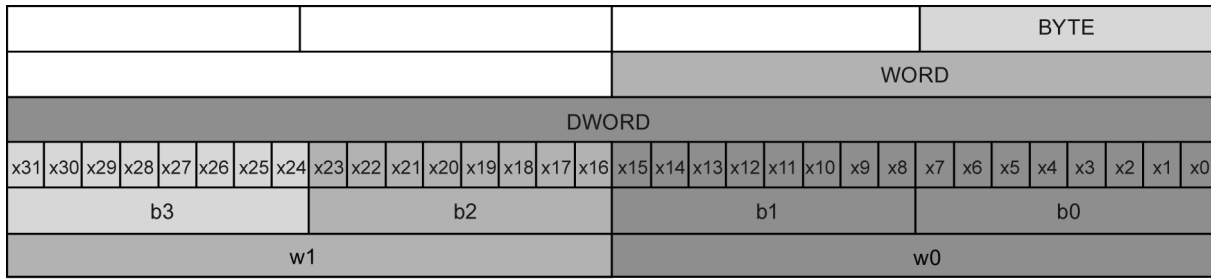 BYTE
WORD
DWORD
x31 x30 x29 x28 x27 x26 x25 x24 x23 x22 x21 x20 x19 x18 x17 x16 x15 x14 x13 x12 x11 x10 x9 x8 x7 x6 x5 x4 x3 x2 x1 x0
b3 b2 b1 b0
w1 w0